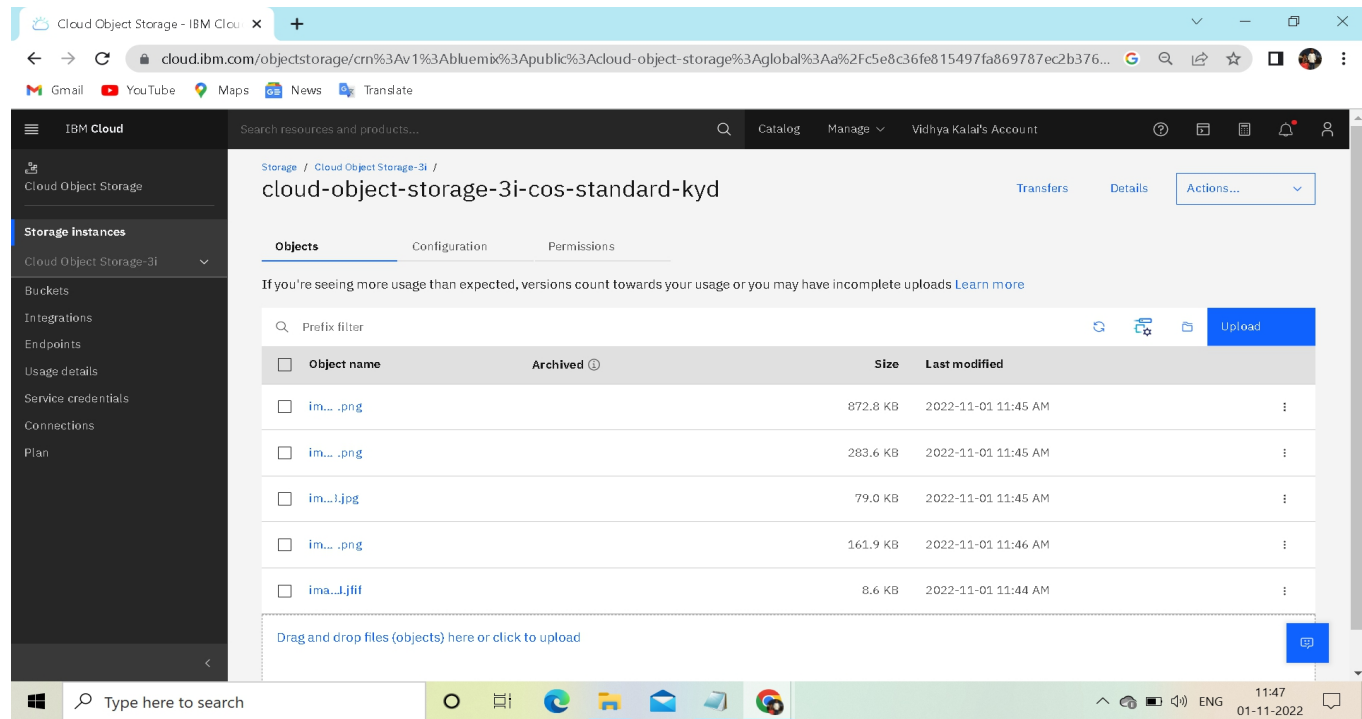 Cloud Object Storage - IBM Clou
cloud.ibm.com/objectstorage/crn%3Av1%3Abluemix%3Apublic%3Acloud-object-storage%3Aglobal%3Aa%2Fc5e8c36fe815497fa869787ec2b376...
Gmail YouTube Maps News Translate
IBM Cloud Search resources and products... Catalog Manage Vidhya Kalai's Account
Cloud Object Storage
Storage instances
Cloud Object Storage-3i
Buckets
Integrations
Endpoints
Usage details
Service credentials
Connections
Plan
Storage / Cloud Object Storage-3i /
cloud-object-storage-3i-cos-standard-kyd Transfers Details Actions...
Objects Configuration Permissions
If you're seeing more usage than expected, versions count towards your usage or you may have incomplete uploads Learn more
Prefix filter Upload
Object name Archived Size Last modified
im... .png 872.8 KB 2022-11-01 11:45 AM
im... .png 283.6 KB 2022-11-01 11:45 AM
im...).jpg 79.0 KB 2022-11-01 11:45 AM
im... .png 161.9 KB 2022-11-01 11:46 AM
8.6 KB 2022-11-01 11:44 AM
Drag and drop files (objects) here or click to upload
Type here to search ENG 11:47
01-11-2022